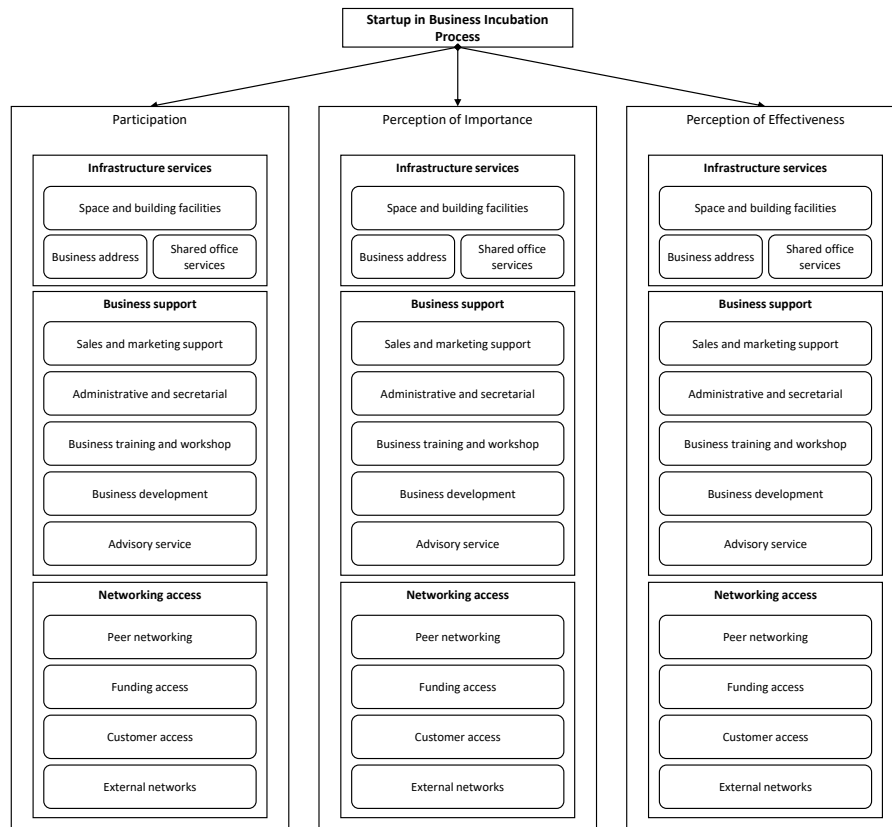 Startup in Business Incubation
Process
Participation
Infrastructure services
Space and building facilities
Business address
Shared office
services
Business support
Sales and marketing support
Administrative and secretarial
Business training and workshop
Business development
Advisory service
Networking access
Peer networking
Funding access
Customer access
External networks
Perception of Importance
Infrastructure services
Space and building facilities
Business address
Shared office
services
Business support
Sales and marketing support
Administrative and secretarial
Business training and workshop
Business development
Advisory service
Networking access
Peer networking
Funding access
Customer access
External networks
Perception of Effectiveness
Infrastructure services
Space and building facilities
Business address
Shared office
services
Business support
Sales and marketing support
Administrative and secretarial
Business training and workshop
Business development
Advisory service
Networking access
Peer networking
Funding access
Customer access
External networks